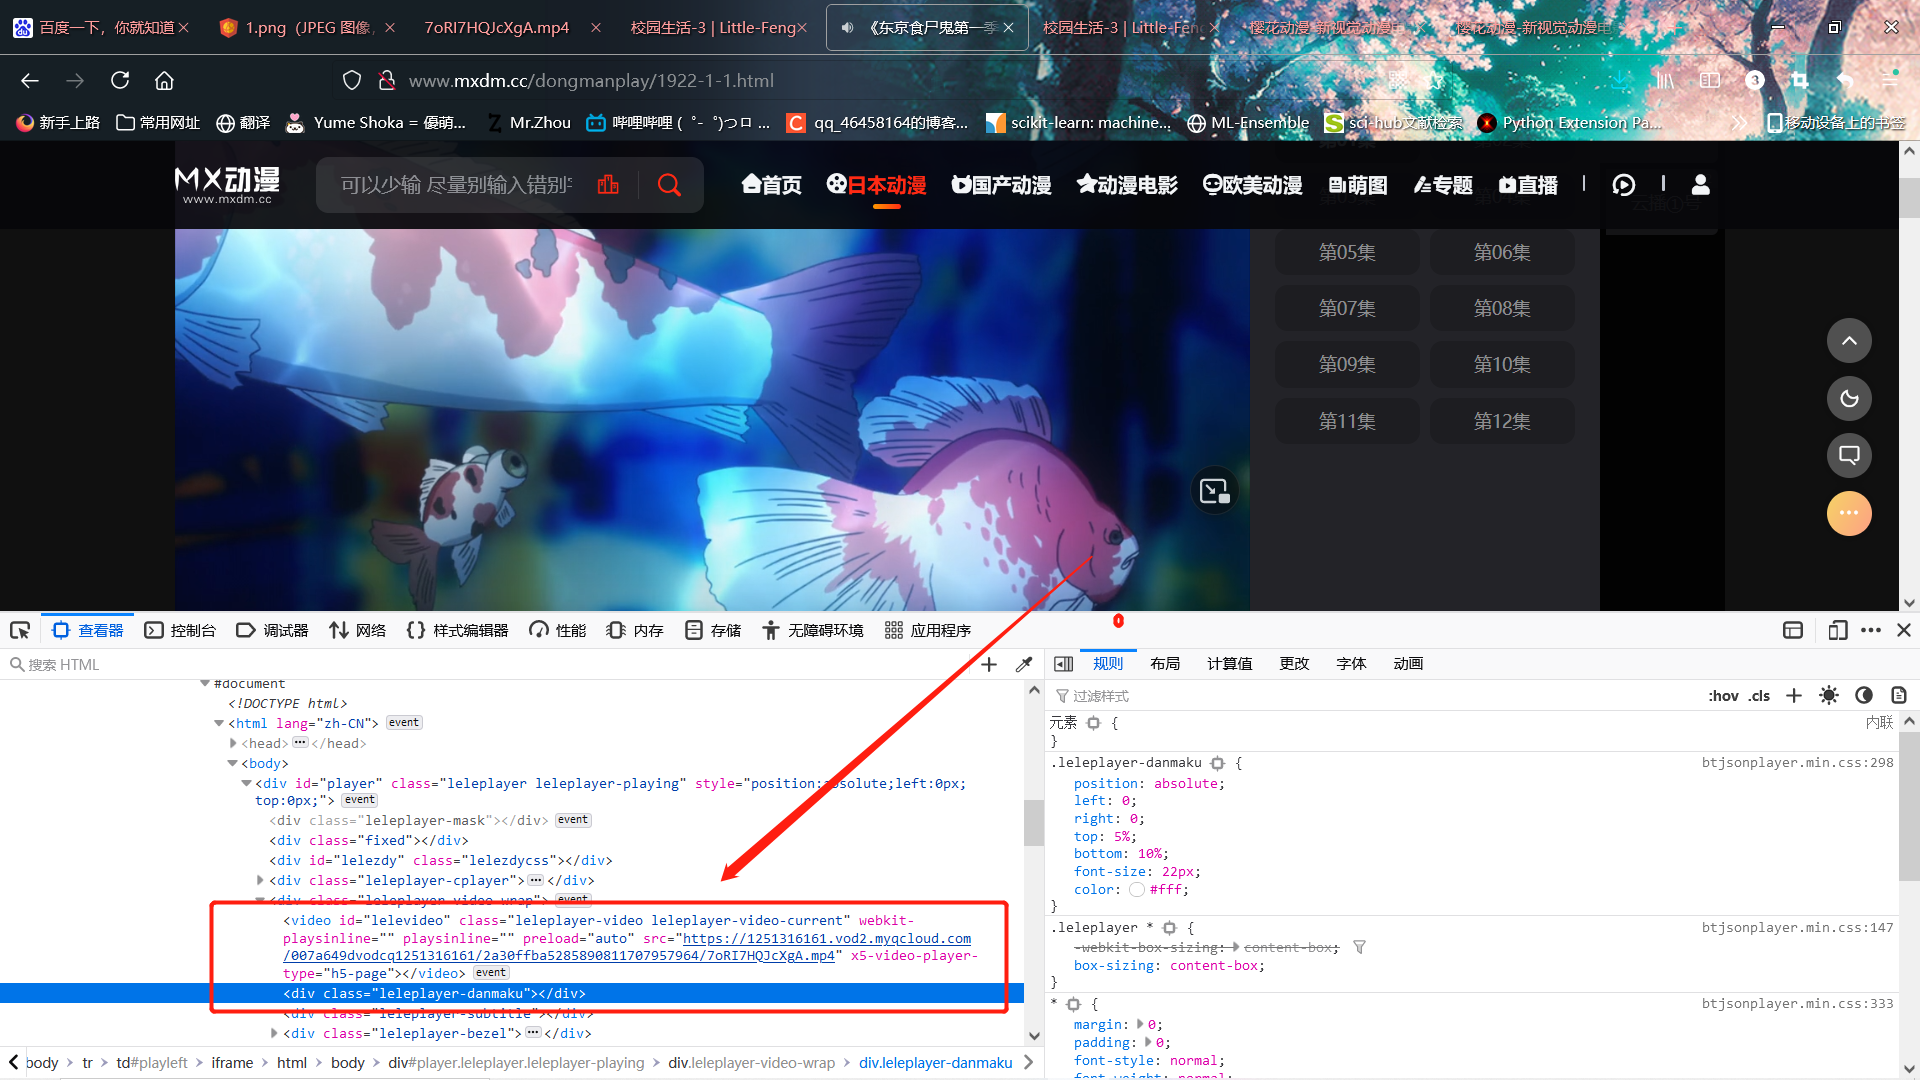 百度一下，你就知道
1.png（JPEG 图像，
7oRI7HQJcXgA.mp4
校园生活-3 | Little-Feng
《东京食尸鬼第一季
校园生活-3 | Little-Feng
樱花动漫-新视觉动漫电
樱花动漫-新视觉动漫电
www.mxdm.cc/dongmanplay/1922-1-1.html
3
新手上路
常用网址
翻译
Yume Shoka = 優萌...
Mr.Zhou
哔哩哔哩 ( ゜- ゜)つロ ...
qq_46458164的博客...
scikit-learn: machine...
ML-Ensemble
sci-hub文献检索
Python Extension Pa...
移动设备上的书签
MX动漫
www.mxdm.cc
可以少输 尽量别输入错别字
首页
日本动漫
国产动漫
动漫电影
欧美动漫
萌图
专题
直播
第05集
第06集
第07集
第08集
第09集
第10集
第11集
第12集
查看器
控制台
调试器
网络
样式编辑器
性能
内存
存储
无障碍环境
应用程序
搜索 HTML
#document
<!DOCTYPE html>
<html lang="zh-CN"> event
<head></head>
<body>
<div id="player" class="leleplayer leleplayer-playing" style="position:absolute;left:0px;
top:0px;"> event
<div class="leleplayer-mask"></div> event
<div class="fixed"></div>
<div id="lelezdy" class="lelezdycss"></div>
<div class="leleplayer-cplayer"></div>
<div class="leleplayer-video-wrap"> event
<video id="lelevideo" class="leleplayer-video leleplayer-video-current" webkit-
playsinline="" playsinline="" preload="auto" src="https://1251316161.vod2.myqcloud.com
/007a649dvodcq1251316161/2a30ffba5285890811707957964/7oRI7HQJcXgA.mp4" x5-video-player-
type="h5-page"></video> event
<div class="leleplayer-danmaku"></div>
<div class="leleplayer-subtitle"></div>
<div class="leleplayer-bezel"></div>
body
tr
td#playleft
iframe
html
body
div#player.leleplayer.leleplayer-playing
div.leleplayer-video-wrap
div.leleplayer-danmaku
规则
布局
计算值
更改
字体
动画
过滤样式
:hov
.cls
元素 {
内联
}
.leleplayer-danmaku {
btjsonplayer.min.css:298
position: absolute;
left: 0;
right: 0;
top: 5%;
bottom: 10%;
font-size: 22px;
color: #fff;
}
.leleplayer * {
btjsonplayer.min.css:147
-webkit-box-sizing: content-box;
box-sizing: content-box;
}
* {
btjsonplayer.min.css:333
margin: 0;
padding: 0;
font-style: normal;
font-weight: normal;